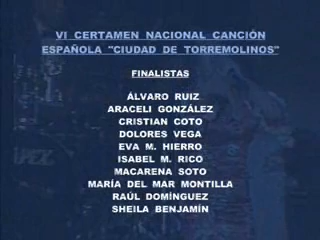 VI CERTAMEN NACIONAL CANCIÓN
ESPAÑOLA "CIUDAD DE TORREMOLINOS"
FINALISTAS
ÁLVARO RUIZ
ARACELI GONZÁLEZ
CRISTIAN COTO
DOLORES VEGA
EVA M. HIERRO
ISABEL M. RICO
MACARENA SOTO
MARÍA DEL MAR MONTILLA
RAÚL DOMÍNGUEZ
SHEILA BENJAMÍN